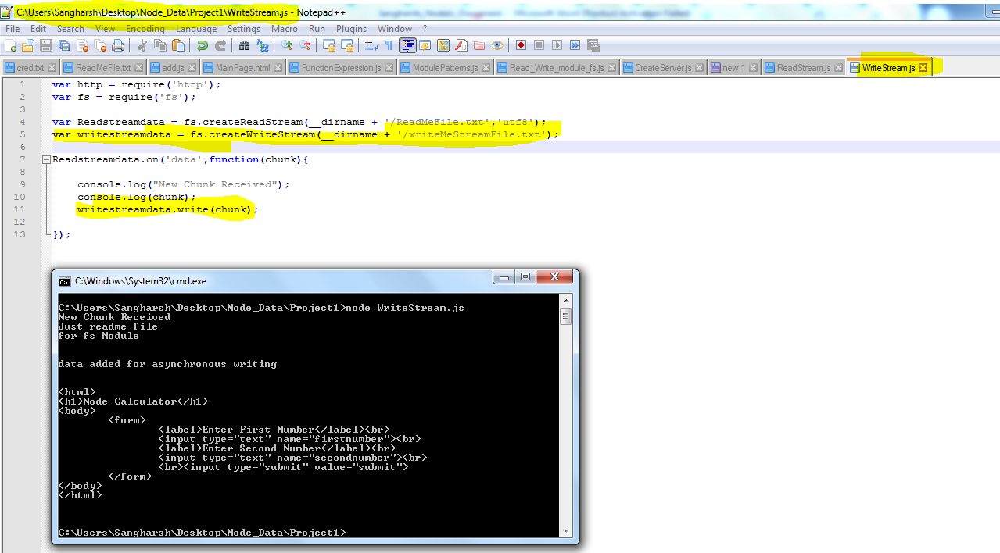 C:\Users\Sangharsh\Desktop\Node_Data\Project1\WriteStream.js - Notepad++
File Edit Search View Encoding Language Settings Macro Run Plugins Window ?
cred.txt ReadMeFile.txt add.js MainPage.html FunctionExpression.js ModulePatterns.js Read_Write_module_fs.js CreateServer.js new 1 ReadStream.js WriteStream.js
1 var http = require('http');
2 var fs = require('fs');
3
4 var Readstreamdata = fs.createReadStream(__dirname + '/ReadMeFile.txt','utf8');
5 var writestreamdata = fs.createWriteStream(__dirname + '/writeMeStreamFile.txt');
6
7 Readstreamdata.on('data',function(chunk){
8
9 console.log("New Chunk Received");
10 console.log(chunk);
11 writestreamdata.write(chunk);
12
13 });
C:\Windows\System32\cmd.exe
C:\Users\Sangharsh\Desktop\Node_Data\Project1>node WriteStream.js
New Chunk Received
Just readme file
for fs Module
data added for asynchronous writing
<html>
<h1>Node Calculator</h1>
<body>
<form>
<label>Enter First Number</label><br>
<input type="text" name="firstnumber"><br>
<label>Enter Second Number</label><br>
<input type="text" name="secondnumber"><br>
<br><input type="submit" value="submit">
</form>
</body>
</html>
C:\Users\Sangharsh\Desktop\Node_Data\Project1>